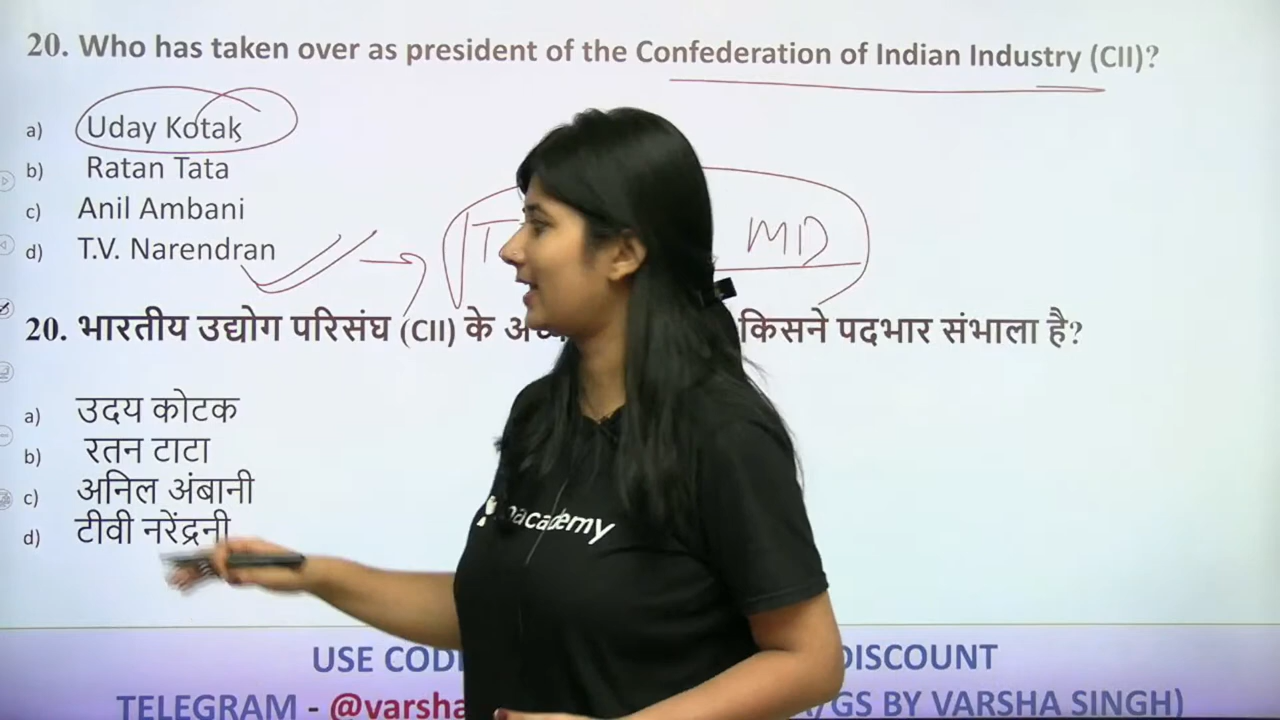 20. Who has taken over as president of the Confederation of Indian Industry (CII)?
a) Uday Kotak
b) Ratan Tata
c) Anil Ambani
d) T.V. Narendran
MD
20. भारतीय उद्योग परिसंघ (CII) के किसने पदभार संभाला है?
a) उदय कोटक
b) रतन टाटा
c) अनिल अंबानी
d) टीवी नरेंद्रनी
nacademy
USE DISCOUNT
TELEGRAM - @varsha /GS BY VARSHA SINGH)